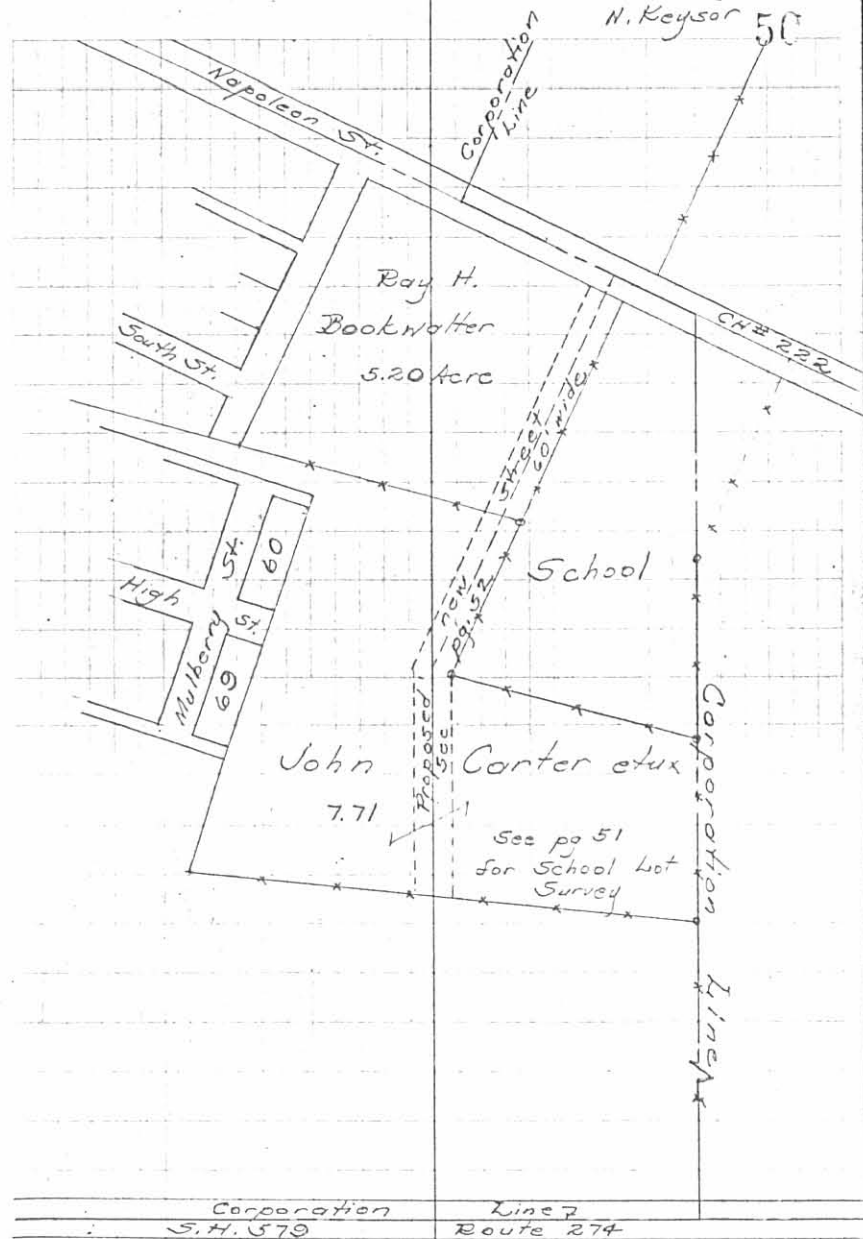 N. Keysor 50
Corporation
Line
Napoleon St.
Ray H.
Bookwalter
5.20 Acre
CH# 222
South St.
new street 60' wide
School
60
High
St.
St.
Mulberry
69
Proposed
see pg. 52
Corporation Line
John Carter etux
7.71
See pg 51
for School Lot
Survey
Corporation Line
S.H. 579 Route 274